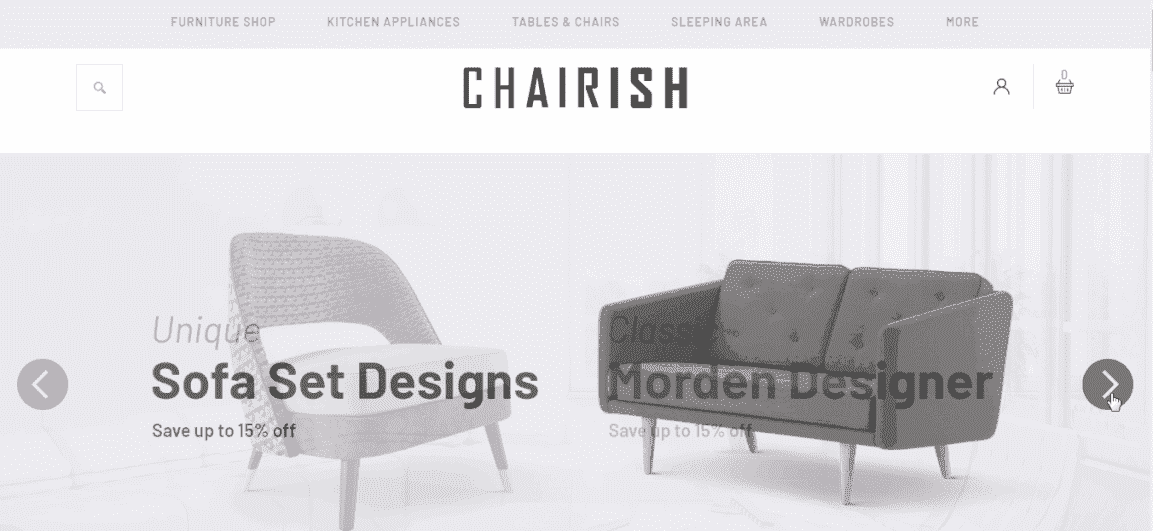 FURNITURE SHOP KITCHEN APPLIANCES TABLES & CHAIRS SLEEPING AREA WARDROBES MORE
CHAIRISH
0
Unique
Sofa Set Designs
Save up to 15% off
Classic
Morden Designer
Save up to 15% off